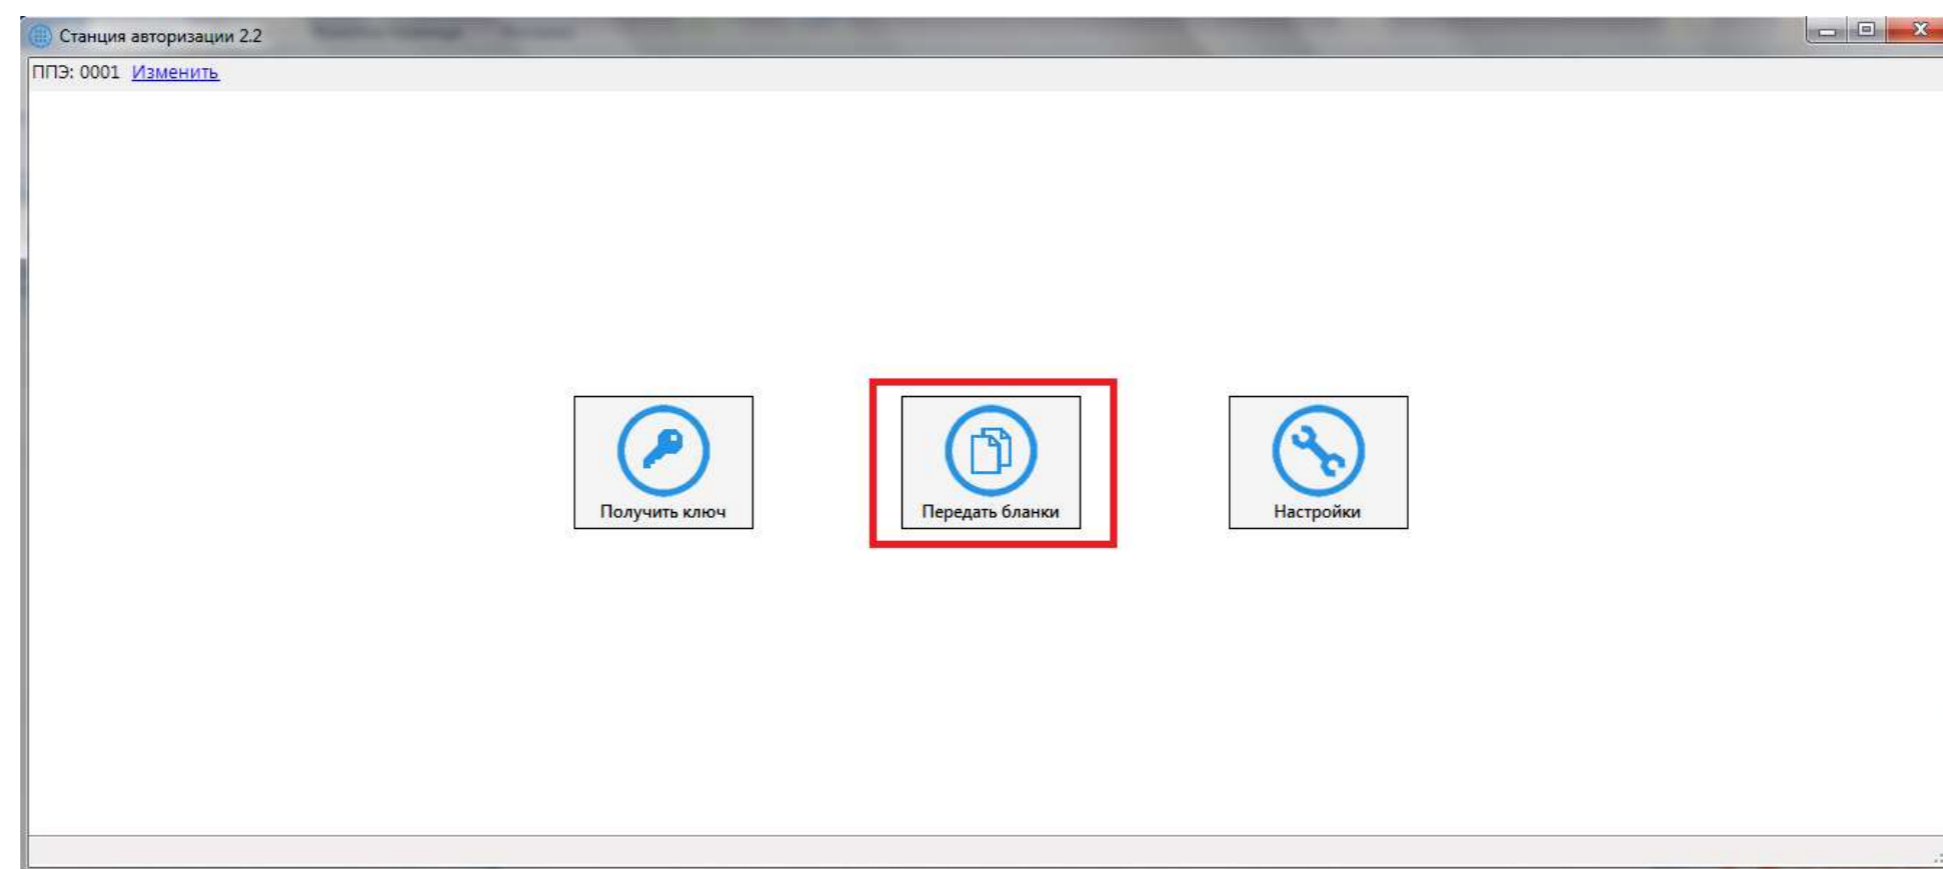 Станция авторизации 2.2
ППЭ: 0001 Изменить
Получить ключ
Передать бланки
Настройки